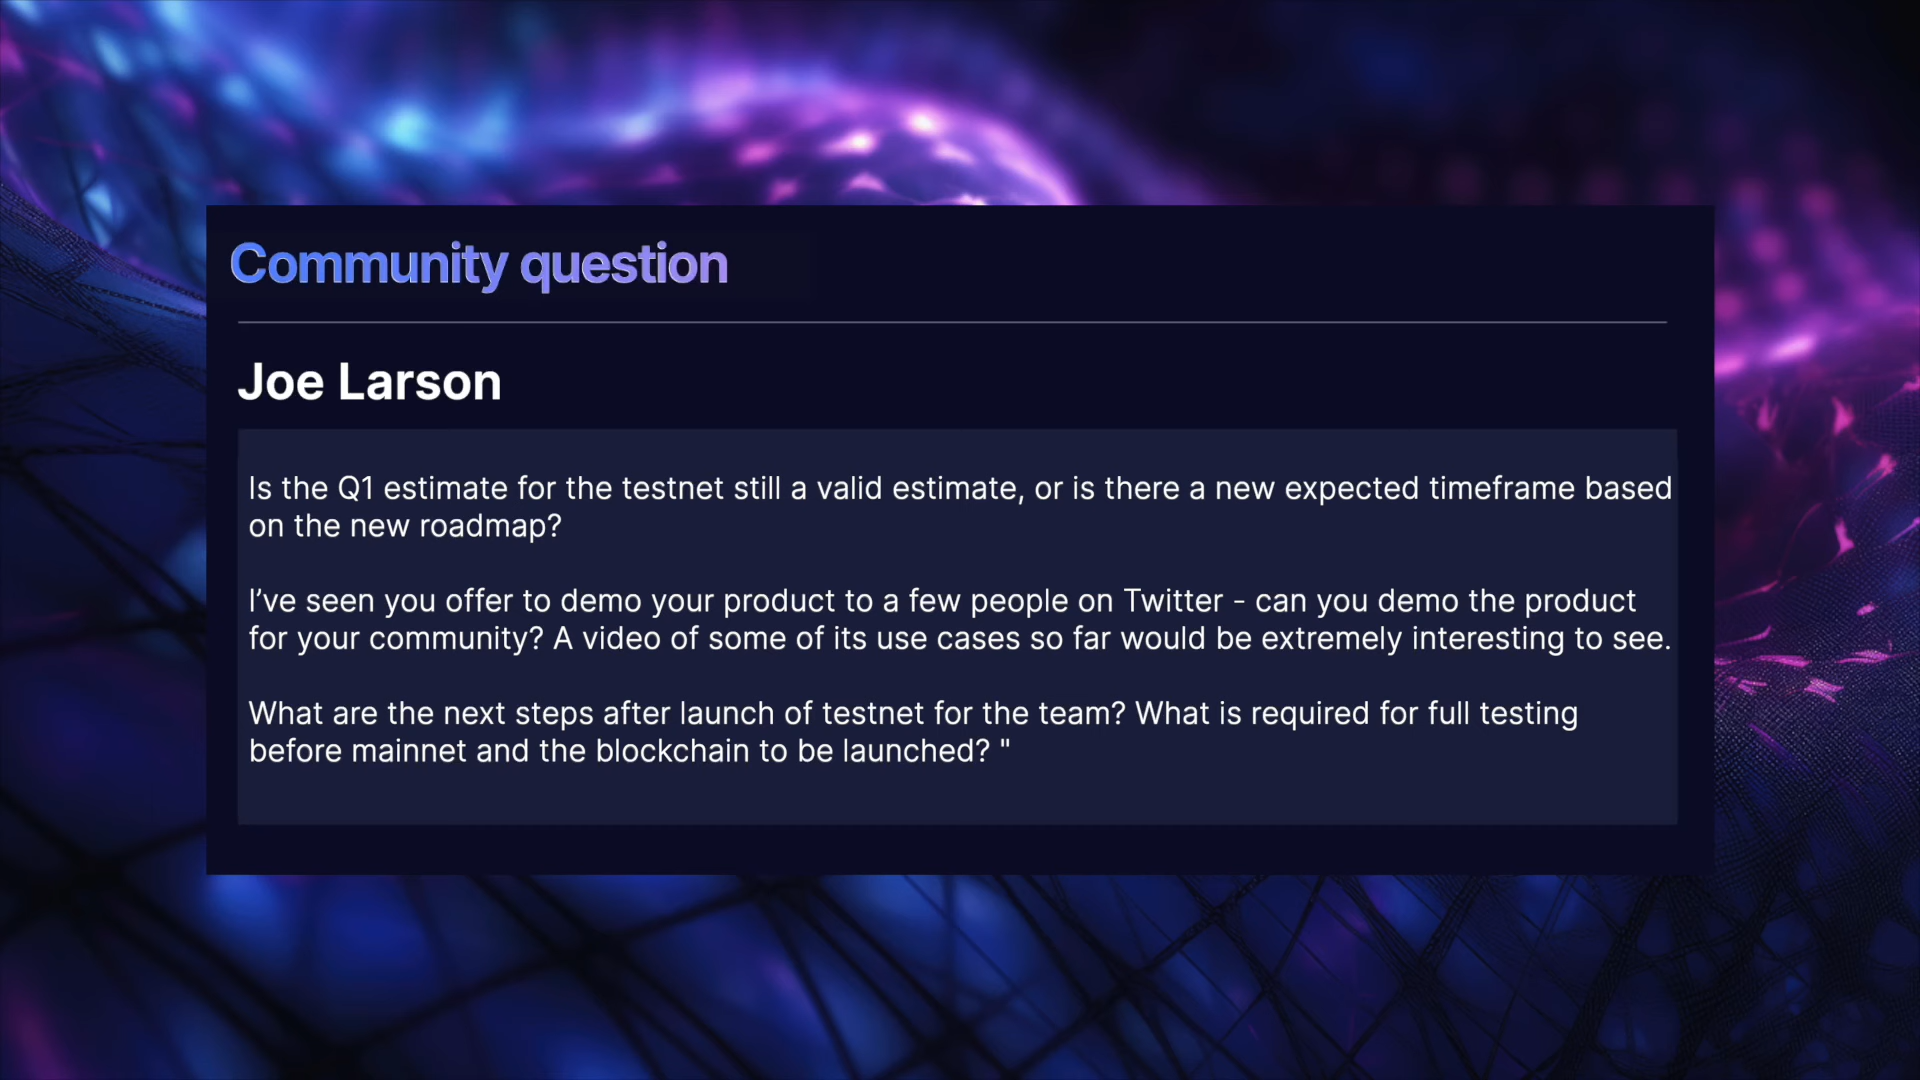 Community question
Joe Larson
Is the Q1 estimate for the testnet still a valid estimate, or is there a new expected timeframe based
on the new roadmap?
I’ve seen you offer to demo your product to a few people on Twitter - can you demo the product
for your community? A video of some of its use cases so far would be extremely interesting to see.
What are the next steps after launch of testnet for the team? What is required for full testing
before mainnet and the blockchain to be launched? "